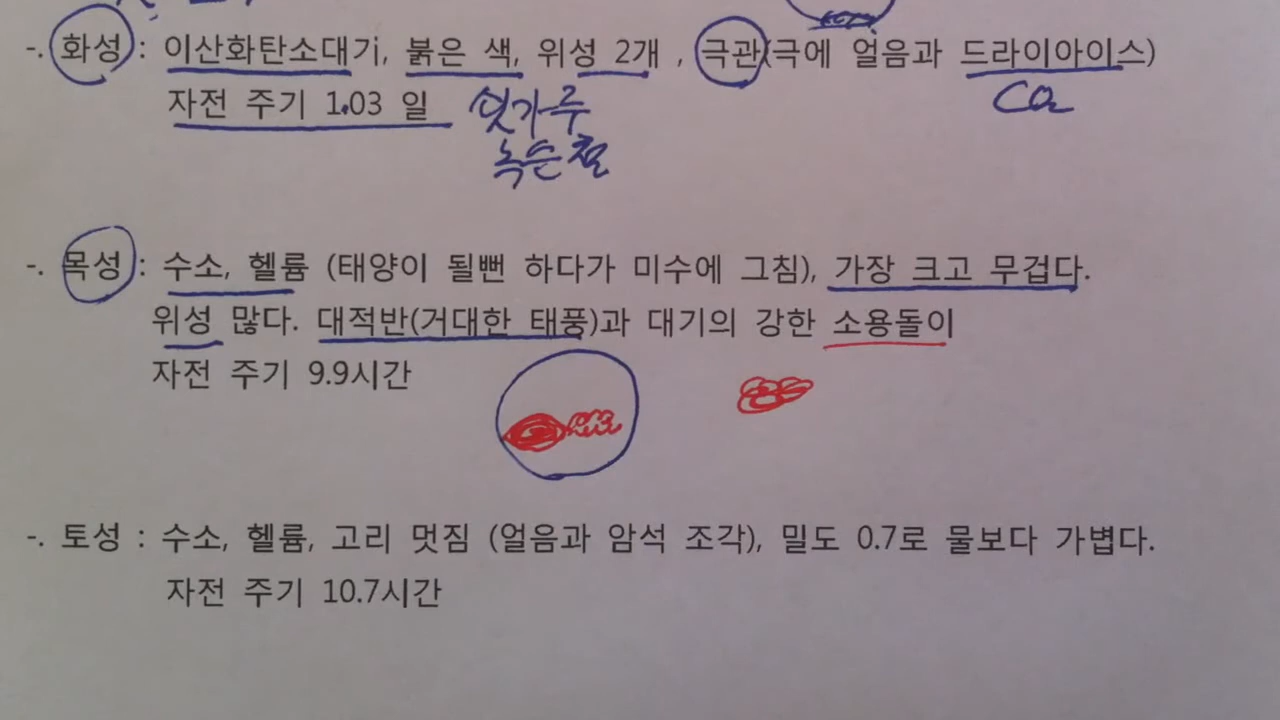 -. 화성 : 이산화탄소대기, 붉은 색, 위성 2개 , 극관(극에 얼음과 드라이아이스)
자전 주기 1.03 일
쇳가루
CO₂
녹슨철
-. 목성 : 수소, 헬륨 (태양이 될뻔 하다가 미수에 그침), 가장 크고 무겁다.
위성 많다. 대적반(거대한 태풍)과 대기의 강한 소용돌이
자전 주기 9.9시간
-. 토성 : 수소, 헬륨, 고리 멋짐 (얼음과 암석 조각), 밀도 0.7로 물보다 가볍다.
자전 주기 10.7시간